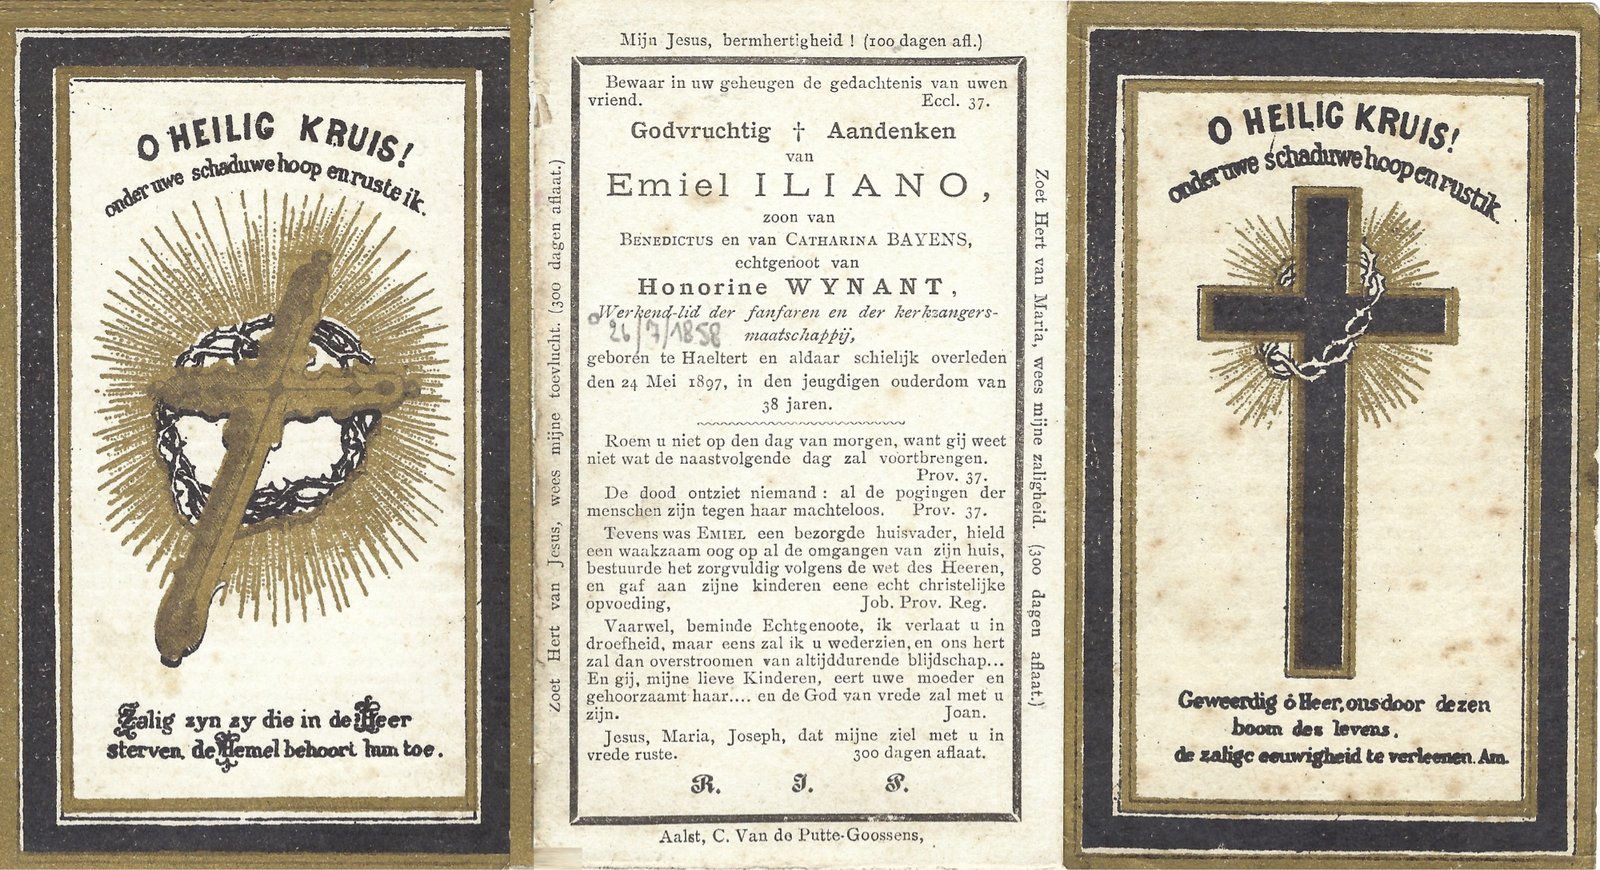 O HEILIG KRUIS!
onder uwe schaduwe hoop en ruste ik.
Zalig zyn zy die in de Heer
sterven, de Hemel behoort hun toe.
Mijn Jesus, bermhertigheid ! (100 dagen afl.)
Zoet Hert van Jesus, wees mijne toevlucht. (300 dagen aflaat.)
Bewaar in uw geheugen de gedachtenis van uwen
vriend. Eccl. 37.
Godvruchtig † Aandenken
van
Emiel ILIANO,
zoon van
BENEDICTUS en van CATHARINA BAYENS,
echtgenoot van
Honorine WYNANT,
Werkend-lid der fanfaren en der kerkzangers-
maatschappij,
° 26/7/1858
geboren te Haeltert en aldaar schielijk overleden
den 24 Mei 1897, in den jeugdigen ouderdom van
38 jaren.
Roem u niet op den dag van morgen, want gij weet
niet wat de naastvolgende dag zal voortbrengen.
Prov. 37.
De dood ontziet niemand : al de pogingen der
menschen zijn tegen haar machteloos. Prov. 37.
Tevens was EMIEL een bezorgde huisvader, hield
een waakzaam oog op al de omgangen van zijn huis,
bestuurde het zorgvuldig volgens de wet des Heeren,
en gaf aan zijne kinderen eene echt christelijke
opvoeding, Job. Prov. Reg.
Vaarwel, beminde Echtgenoote, ik verlaat u in
droefheid, maar eens zal ik u wederzien, en ons hert
zal dan overstroomen van altijddurende blijdschap...
En gij, mijne lieve Kinderen, eert uwe moeder en
gehoorzaamt haar.... en de God van vrede zal met u
zijn. Joan.
Jesus, Maria, Joseph, dat mijne ziel met u in
vrede ruste. 300 dagen aflaat.
R. I. P.
Zoet Hert van Maria, wees mijne zaligheid. (300 dagen aflaat.)
Aalst, C. Van de Putte-Goossens,
O HEILIG KRUIS!
onder uwe schaduwe hoop en rust ik.
Geweerdig ó Heer, ons door dezen
boom des levens,
de zalige eeuwigheid te verleenen. Am.